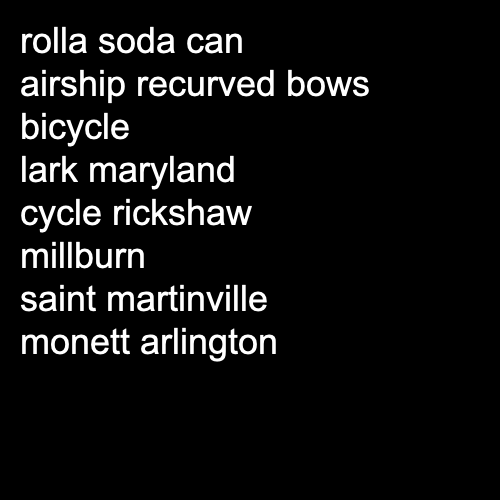 rolla soda can
airship recurved bows
bicycle
lark maryland
cycle rickshaw
millburn
saint martinville
monett arlington